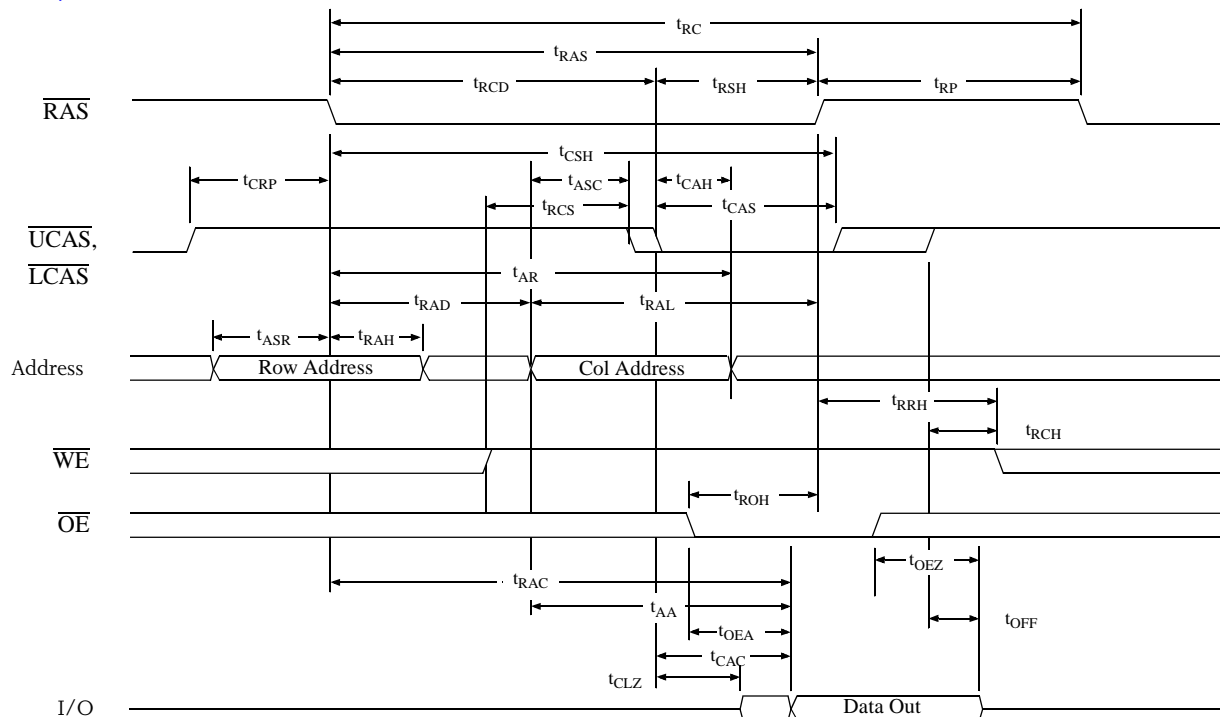 tRC
tRAS
tRCD tRSH tRP
RAS
tCSH
tCRP tASC tCAH
tRCS tCAS
UCAS,
LCAS
tAR
tRAD tRAL
tASR tRAH
Address Row Address Col Address
tRRH
tRCH
WE
tROH
OE
tOEZ
tRAC
tAA
tOFF
tOEA
tCAC
tCLZ
I/O Data Out